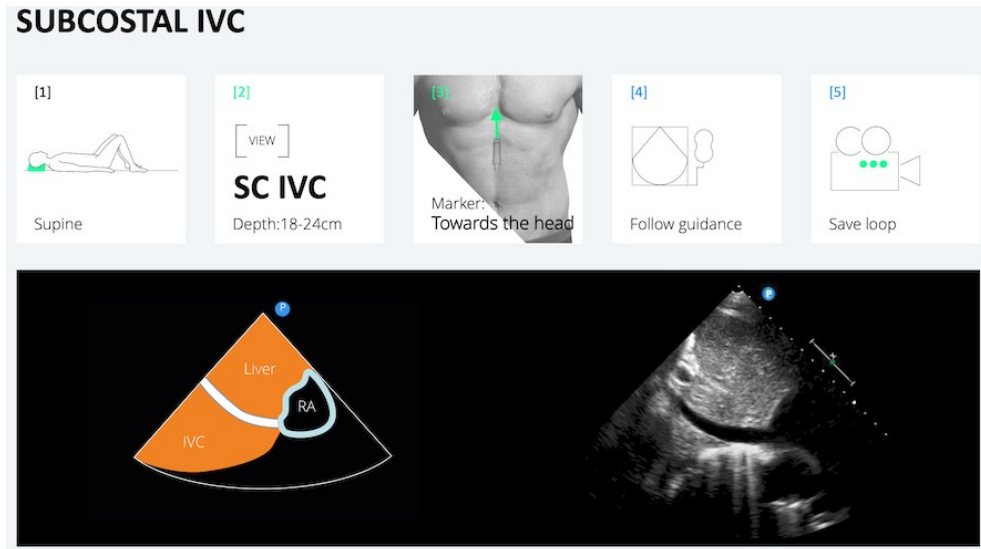 SUBCOSTAL IVC
[1]
Supine
[2]
VIEW
SC IVC
Depth:18-24cm
[3]
Marker:
Towards the head
[4]
Follow guidance
[5]
Save loop
P
Liver
RA
IVC
P